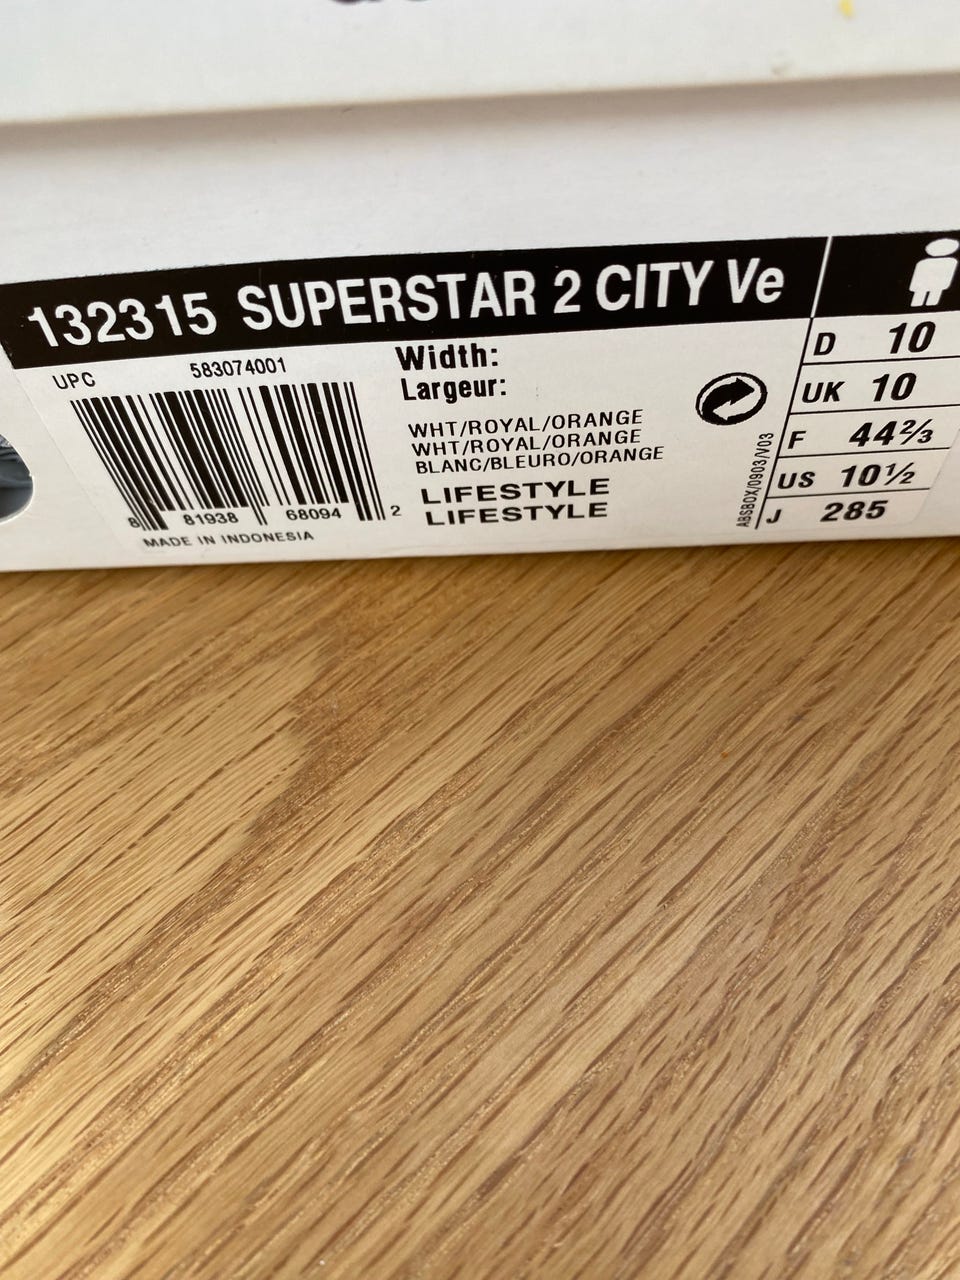 132315 SUPERSTAR 2 CITY Ve
UPC 583074001
8 81938 68094 2
MADE IN INDONESIA
Width:
Largeur:
WHT/ROYAL/ORANGE
WHT/ROYAL/ORANGE
BLANC/BLEURO/ORANGE
LIFESTYLE
LIFESTYLE
ABSBOX/0903/V03
D 10
UK 10
F 44⅔
US 10½
J 285